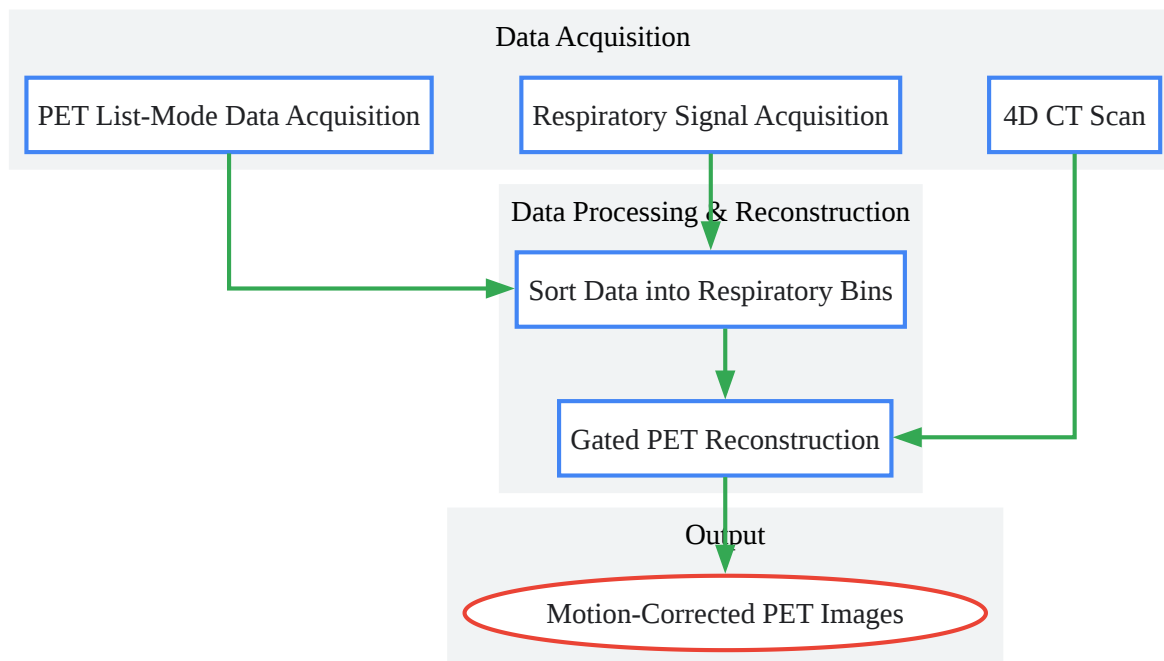 Data Acquisition
PET List-Mode Data Acquisition
Respiratory Signal Acquisition
4D CT Scan
Data Processing & Reconstruction
Sort Data into Respiratory Bins
Gated PET Reconstruction
Output
Motion-Corrected PET Images